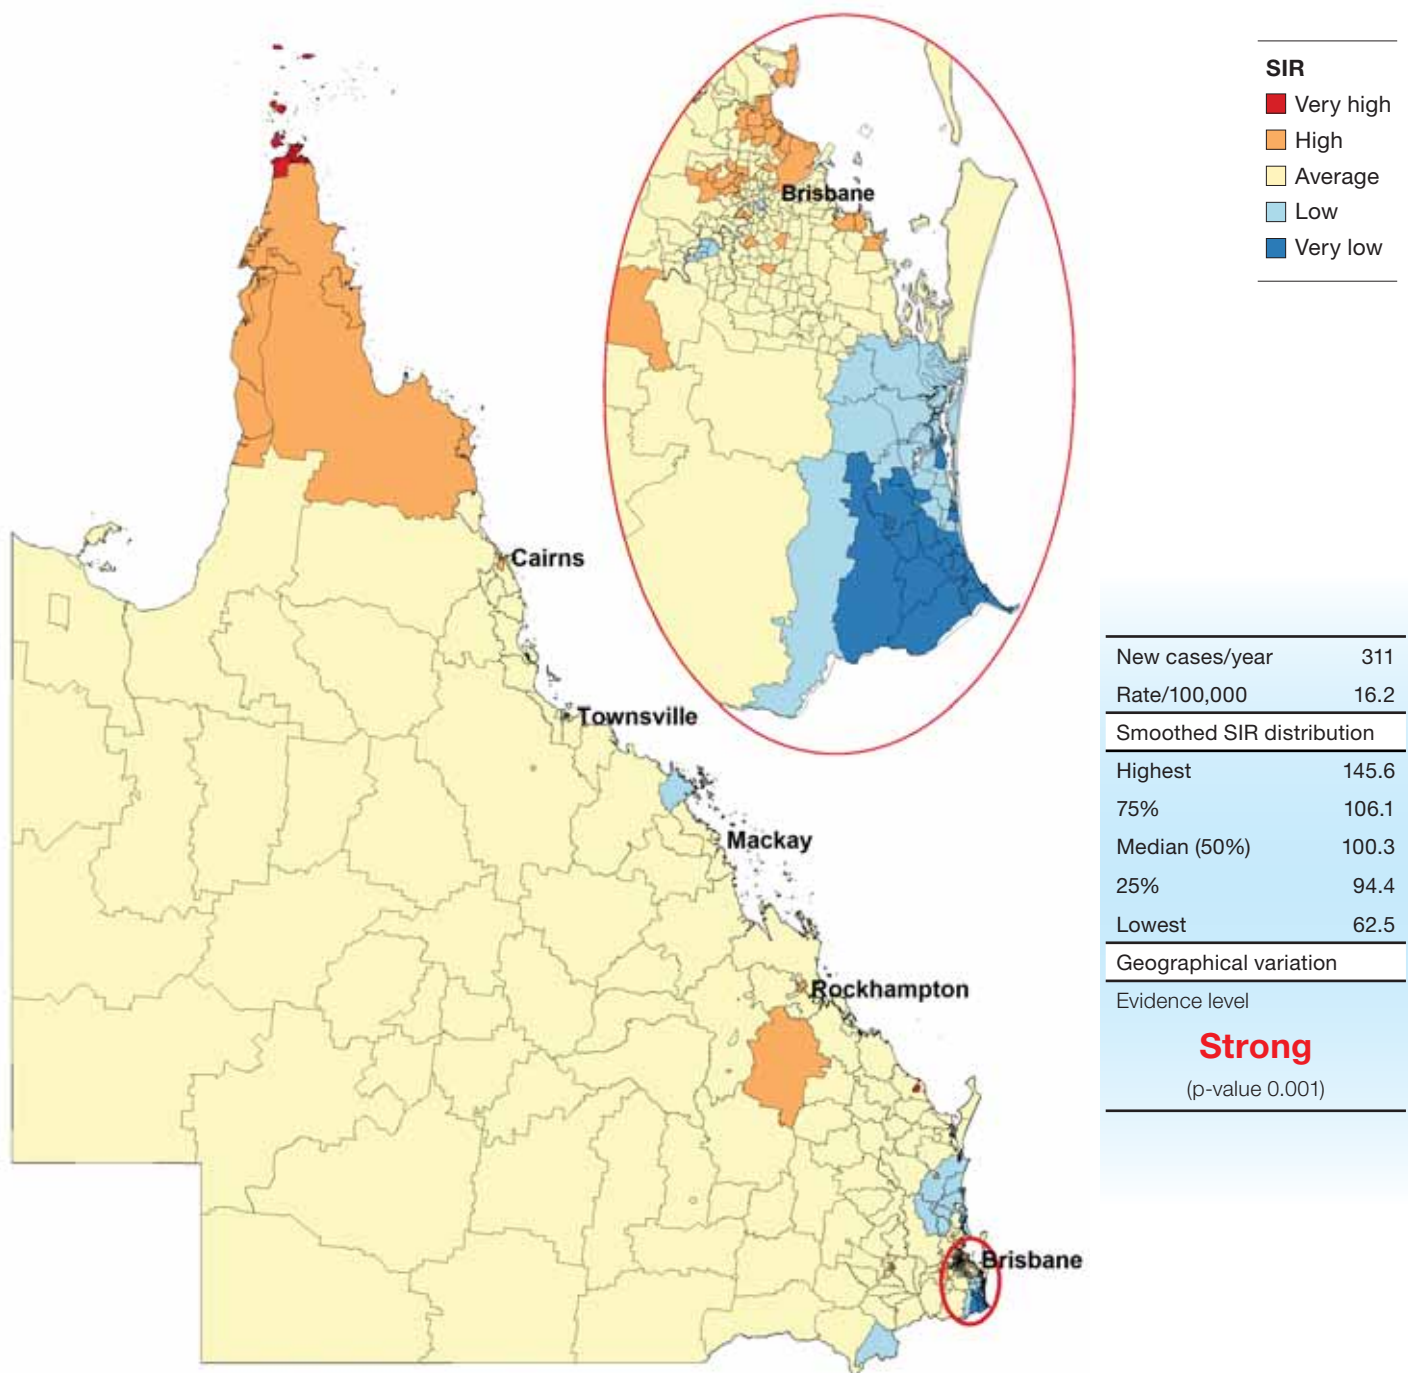 SIR
Very high
High
Average
Low
Very low
Brisbane
Cairns
Townsville
Mackay
Rockhampton
Brisbane
New cases/year 311
Rate/100,000 16.2
Smoothed SIR distribution
Highest 145.6
75% 106.1
Median (50%) 100.3
25% 94.4
Lowest 62.5
Geographical variation
Evidence level
Strong
(p-value 0.001)